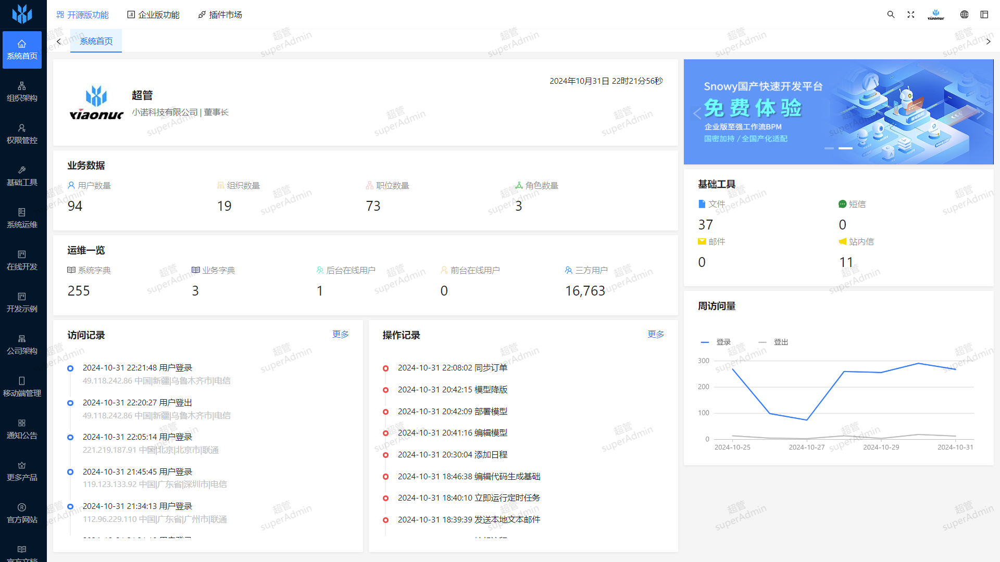 开源版功能
企业版功能
插件市场
xiaonuo
系统首页
组织架构
权限管控
基础工具
系统运维
在线开发
开发示例
公司架构
移动端管理
通知公告
更多产品
官方网站
官方文档
系统首页
2024年10月31日 22时21分56秒
xiaonuo
超管
小诺科技有限公司 | 董事长
业务数据
用户数量
94
组织数量
19
职位数量
73
角色数量
3
运维一览
系统字典
255
业务字典
3
后台在线用户
1
前台在线用户
0
三方用户
16,763
访问记录
更多
2024-10-31 22:21:48 用户登录
49.118.242.86 中国|新疆|乌鲁木齐市|电信
2024-10-31 22:20:27 用户登出
49.118.242.86 中国|新疆|乌鲁木齐市|电信
2024-10-31 22:05:14 用户登录
221.219.187.91 中国|北京|北京市|联通
2024-10-31 21:45:45 用户登录
119.123.133.92 中国|广东省|深圳市|电信
2024-10-31 21:34:13 用户登录
112.96.229.110 中国|广东省|广州市|联通
操作记录
更多
2024-10-31 22:08:02 同步订单
2024-10-31 20:42:15 模型降版
2024-10-31 20:42:09 部署模型
2024-10-31 20:41:16 编辑模型
2024-10-31 20:30:04 添加日程
2024-10-31 18:46:38 编辑代码生成基础
2024-10-31 18:40:10 立即运行定时任务
2024-10-31 18:39:39 发送本地文本邮件
Snowy国产快速开发平台
免费体验
企业版至强工作流BPM
国密加持 / 全国产化适配
基础工具
文件
37
短信
0
邮件
0
站内信
11
周访问量
登录
登出
300
200
100
0
2024-10-25
2024-10-27
2024-10-29
2024-10-31
超管
superAdmin